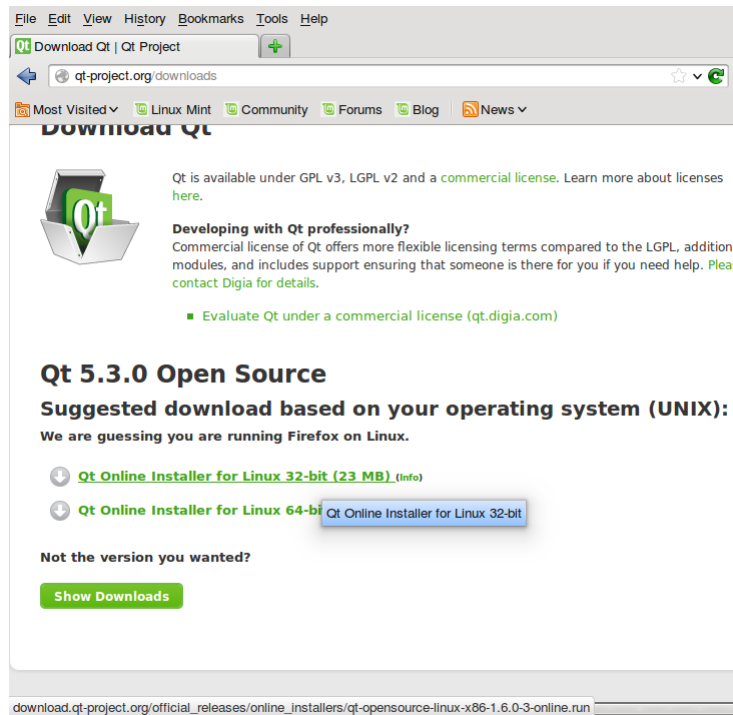 File Edit View History Bookmarks Tools Help
Qt Download Qt | Qt Project
qt-project.org/downloads
Most Visited Linux Mint Community Forums Blog News
Download Qt
Qt
Qt is available under GPL v3, LGPL v2 and a commercial license. Learn more about licenses
here.
Developing with Qt professionally?
Commercial license of Qt offers more flexible licensing terms compared to the LGPL, addition
modules, and includes support ensuring that someone is there for you if you need help. Plea
contact Digia for details.
Evaluate Qt under a commercial license (qt.digia.com)
Qt 5.3.0 Open Source
Suggested download based on your operating system (UNIX):
We are guessing you are running Firefox on Linux.
Qt Online Installer for Linux 32-bit (23 MB) (Info)
Qt Online Installer for Linux 64-bi
Qt Online Installer for Linux 32-bit
Not the version you wanted?
Show Downloads
download.qt-project.org/official_releases/online_installers/qt-opensource-linux-x86-1.6.0-3-online.run